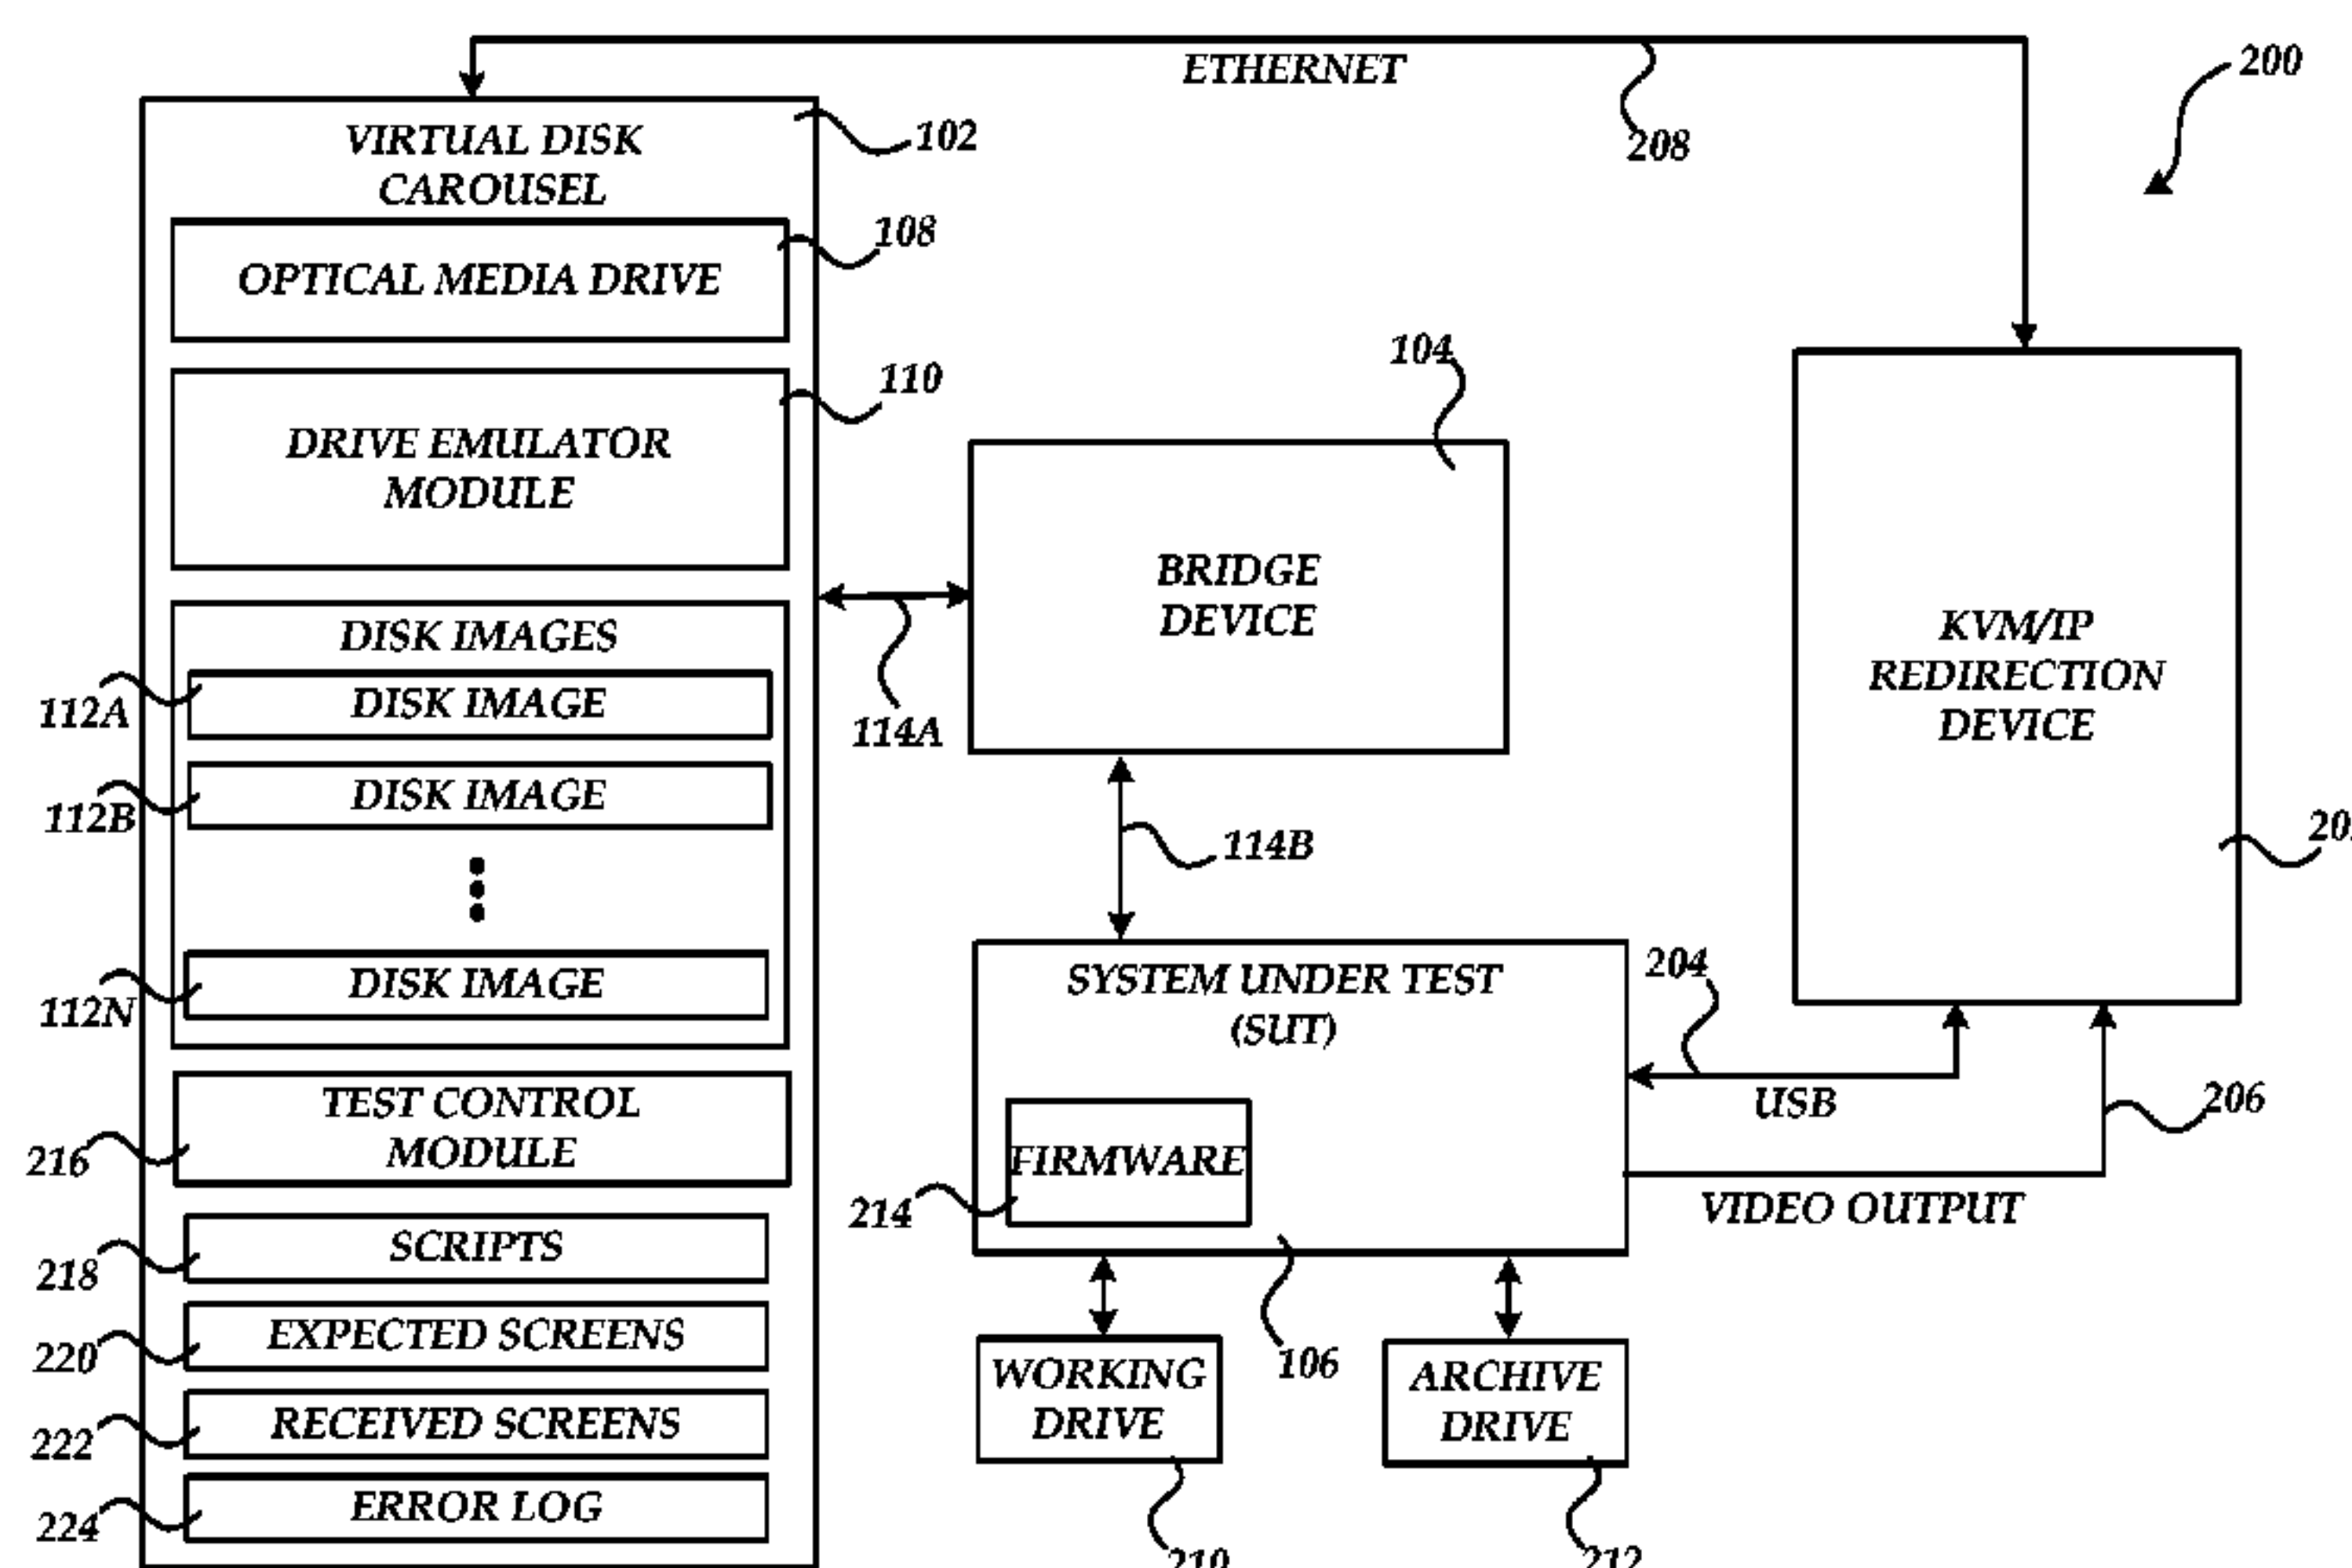 ETHERNET
200
208
VIRTUAL DISK
CAROUSEL
102
OPTICAL MEDIA DRIVE
108
DRIVE EMULATOR
MODULE
110
104
BRIDGE
DEVICE
KVM/IP
REDIRECTION
DEVICE
DISK IMAGES
112A
DISK IMAGE
114A
112B
DISK IMAGE
114B
112N
DISK IMAGE
SYSTEM UNDER TEST
(SUT)
204
USB
206
TEST CONTROL
MODULE
216
FIRMWARE
214
VIDEO OUTPUT
218
SCRIPTS
220
EXPECTED SCREENS
106
WORKING
DRIVE
ARCHIVE
DRIVE
222
RECEIVED SCREENS
224
ERROR LOG
210
212